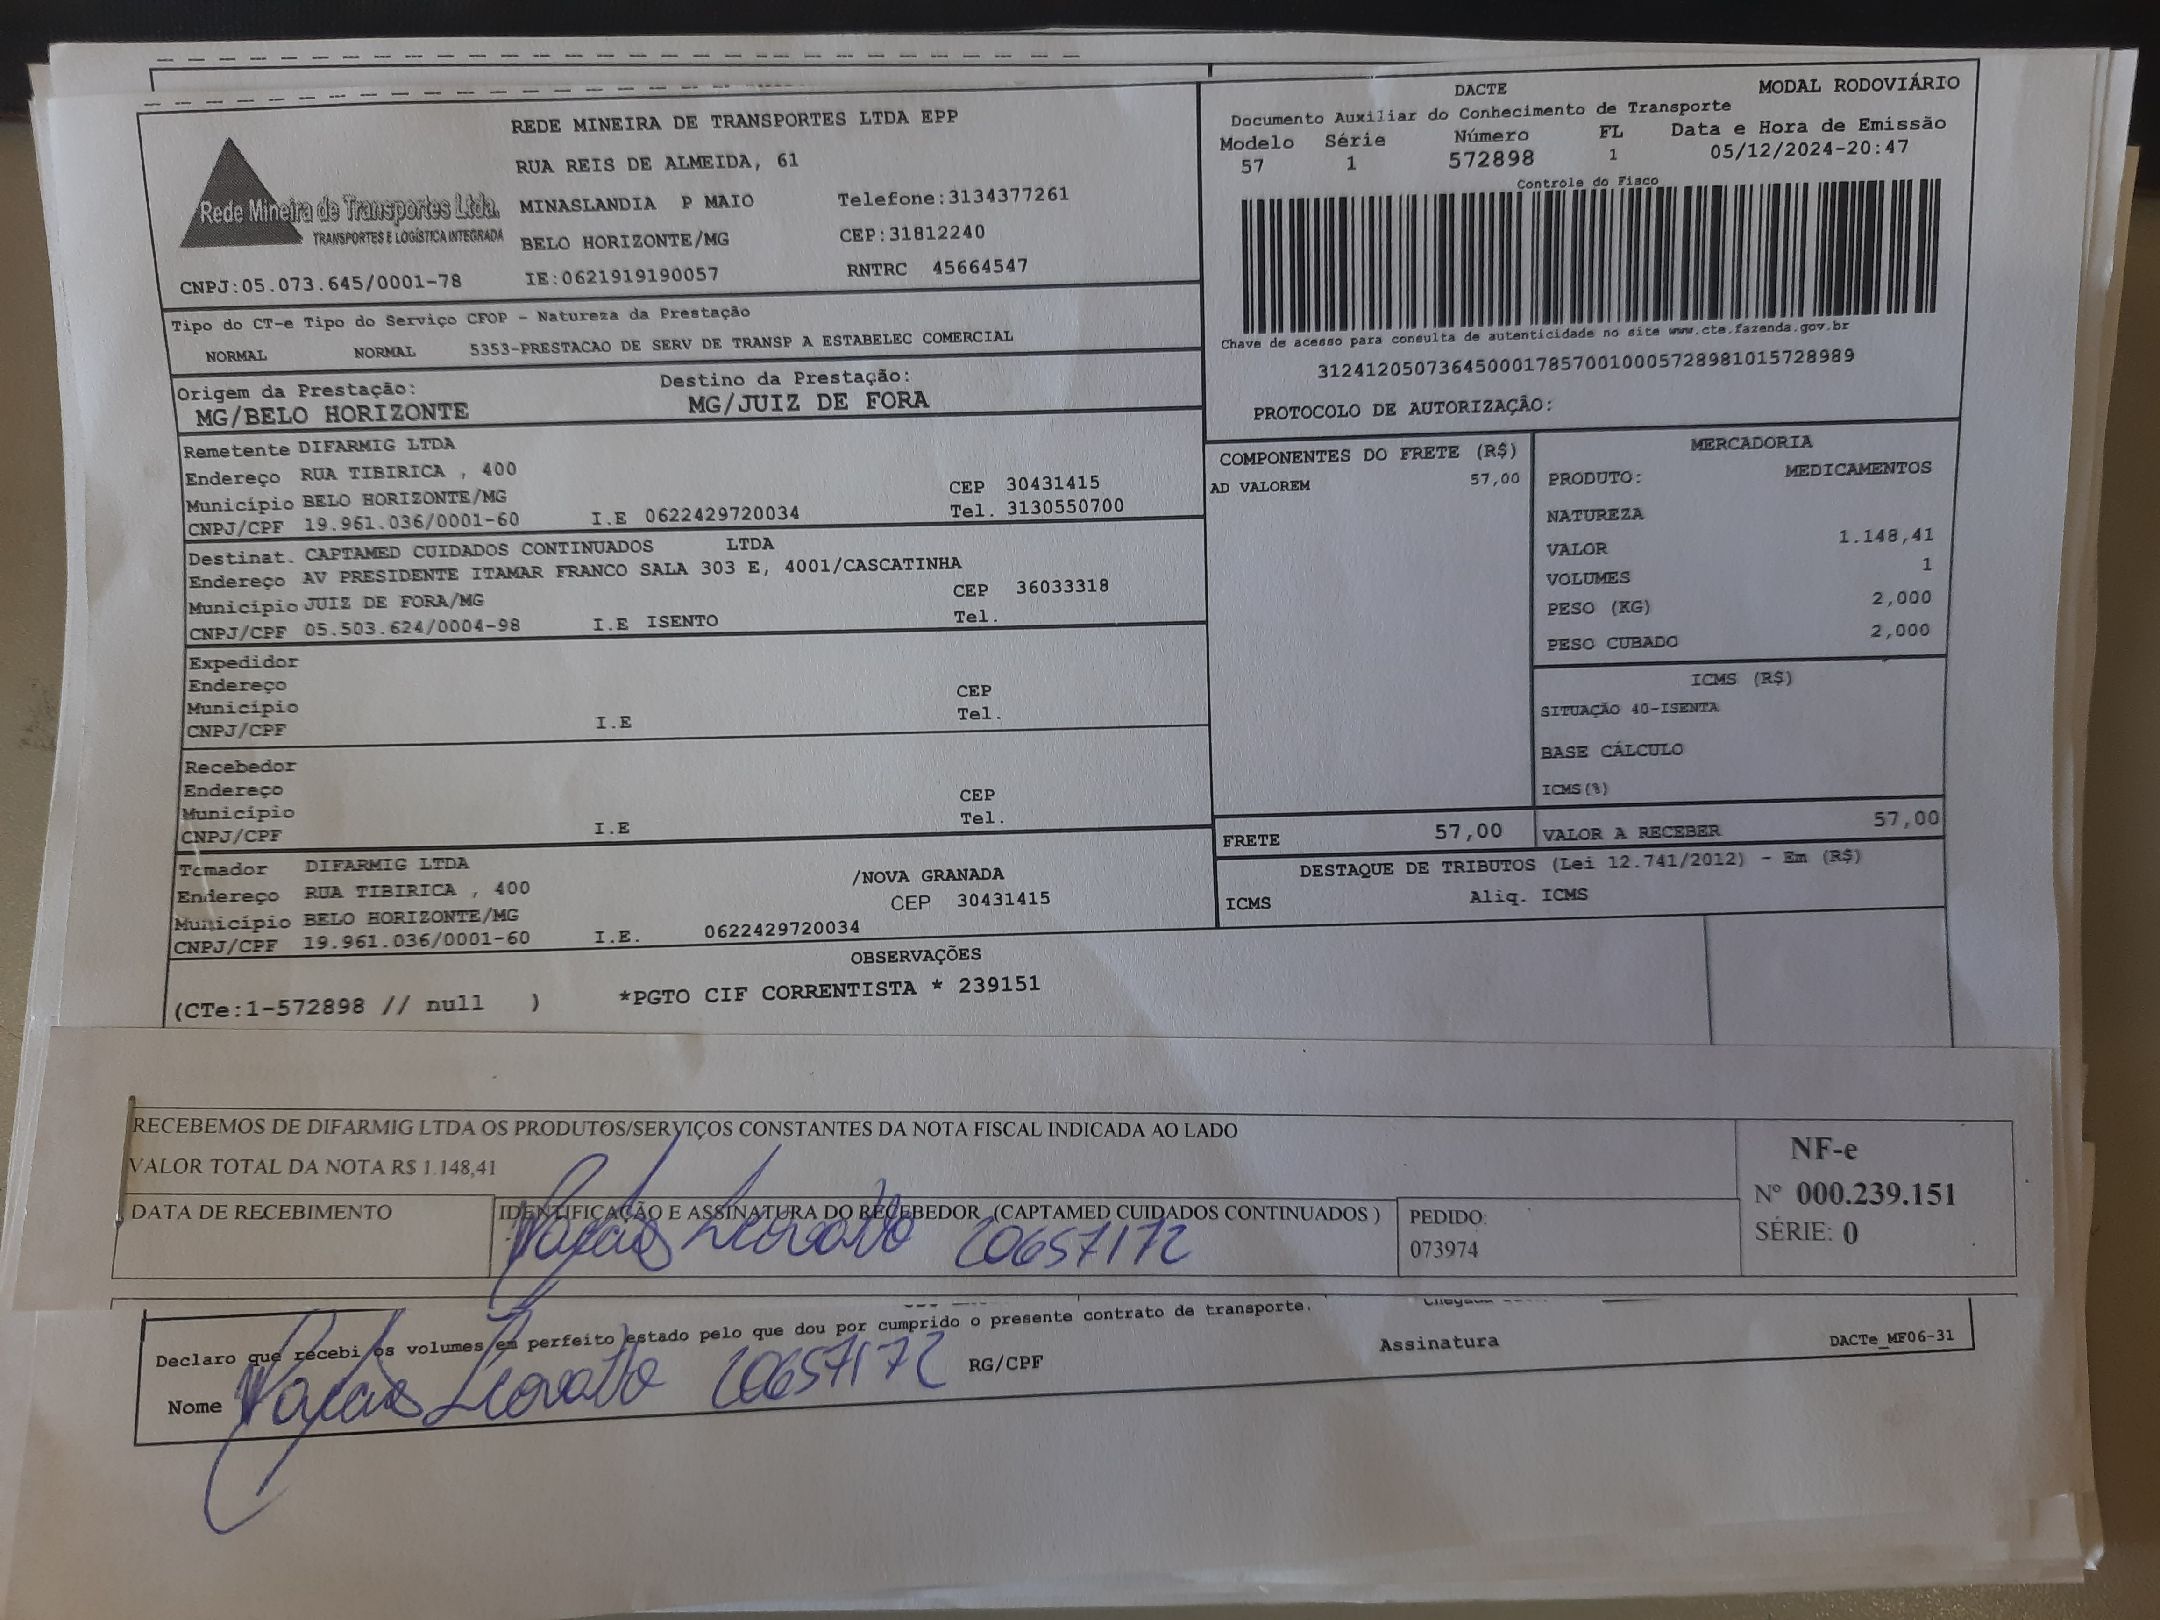 REDE MINEIRA DE TRANSPORTES LTDA EPP
RUA REIS DE ALMEIDA, 61
Rede Mineira de Transportes Ltda.
TRANSPORTES E LOGÍSTICA INTEGRADA
MINASLANDIA P MAIO Telefone:3134377261
BELO HORIZONTE/MG CEP:31812240
CNPJ:05.073.645/0001-78 IE:0621919190057 RNTRC 45664547
DACTE MODAL RODOVIÁRIO
Documento Auxiliar do Conhecimento de Transporte
Modelo Série Número FL Data e Hora de Emissão
57 1 572898 1 05/12/2024-20:47
Controle do Fisco
Chave de acesso para consulta de autenticidade no site www.cte.fazenda.gov.br
31241205073645000178570010005728981015728989
PROTOCOLO DE AUTORIZAÇÃO:
Tipo do CT-e Tipo do Serviço CFOP - Natureza da Prestação
NORMAL NORMAL 5353-PRESTACAO DE SERV DE TRANSP A ESTABELEC COMERCIAL
Origem da Prestação: Destino da Prestação:
MG/BELO HORIZONTE MG/JUIZ DE FORA
Remetente DIFARMIG LTDA
Endereço RUA TIBIRICA , 400
Município BELO HORIZONTE/MG CEP 30431415
CNPJ/CPF 19.961.036/0001-60 I.E 0622429720034 Tel. 3130550700
Destinat. CAPTAMED CUIDADOS CONTINUADOS LTDA
Endereço AV PRESIDENTE ITAMAR FRANCO SALA 303 E, 4001/CASCATINHA
Município JUIZ DE FORA/MG CEP 36033318
CNPJ/CPF 05.503.624/0004-98 I.E ISENTO Tel.
Expedidor
Endereço
Município CEP
CNPJ/CPF I.E Tel.
Recebedor
Endereço
Município CEP
CNPJ/CPF I.E Tel.
Tomador DIFARMIG LTDA
Endereço RUA TIBIRICA , 400 /NOVA GRANADA
Município BELO HORIZONTE/MG CEP 30431415
CNPJ/CPF 19.961.036/0001-60 I.E. 0622429720034
COMPONENTES DO FRETE (R$)
AD VALOREM 57,00
MERCADORIA
PRODUTO: MEDICAMENTOS
NATUREZA
VALOR 1.148,41
VOLUMES 1
PESO (KG) 2,000
PESO CUBADO 2,000
ICMS (R$)
SITUAÇÃO 40-ISENTA
BASE CÁLCULO
ICMS(%)
FRETE 57,00 VALOR A RECEBER 57,00
DESTAQUE DE TRIBUTOS (Lei 12.741/2012) - Em (R$)
ICMS Aliq. ICMS
OBSERVAÇÕES
(CTe:1-572898 // null ) *PGTO CIF CORRENTISTA * 239151
RECEBEMOS DE DIFARMIG LTDA OS PRODUTOS/SERVIÇOS CONSTANTES DA NOTA FISCAL INDICADA AO LADO
VALOR TOTAL DA NOTA R$ 1.148,41
DATA DE RECEBIMENTO
IDENTIFICAÇÃO E ASSINATURA DO RECEBEDOR (CAPTAMED CUIDADOS CONTINUADOS )
20657172
PEDIDO:
073974
NF-e
Nº 000.239.151
SÉRIE: 0
Declaro que recebi os volumes em perfeito estado pelo que dou por cumprido o presente contrato de transporte.
Nome 20657172 RG/CPF Assinatura DACTe_MF06-31